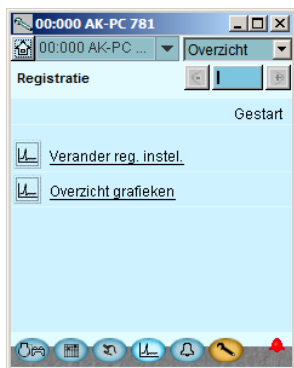 00:000 AK-PC 781
00:000 AK-PC ... Overzicht
Registratie
Gestart
Verander reg. instel.
Overzicht grafieken